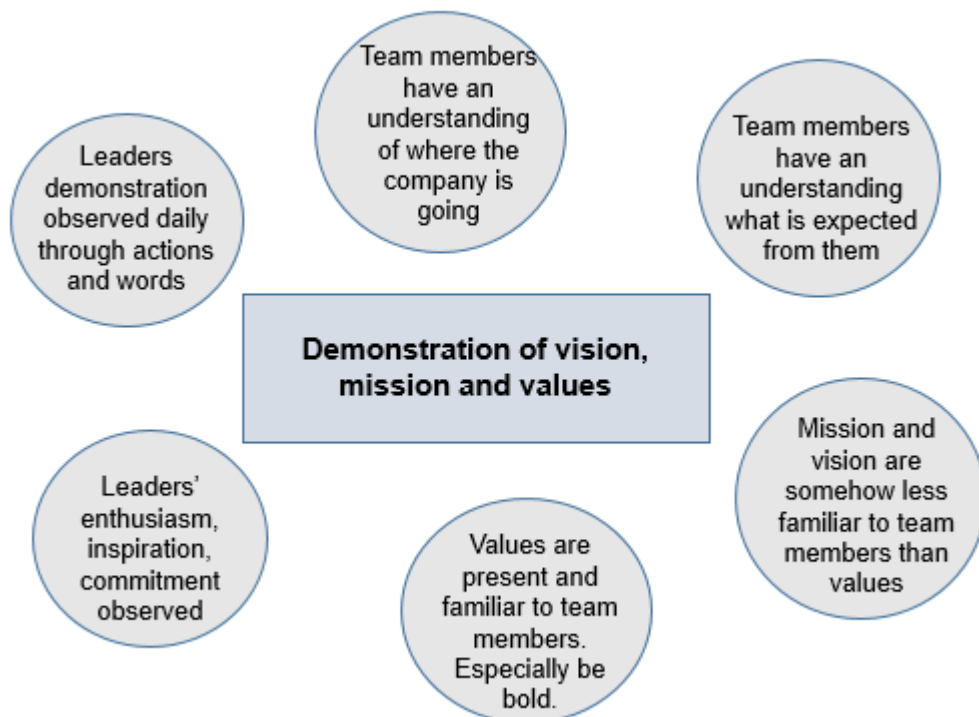 Team members
have an
understanding
of where the
company is
going
Team members
have an
understanding
what is expected
from them
Leaders
demonstration
observed daily
through actions
and words
Demonstration of vision,
mission and values
Mission and
vision are
somehow less
familiar to team
members than
values
Leaders’
enthusiasm,
inspiration,
commitment
observed
Values are
present and
familiar to team
members.
Especially be
bold.